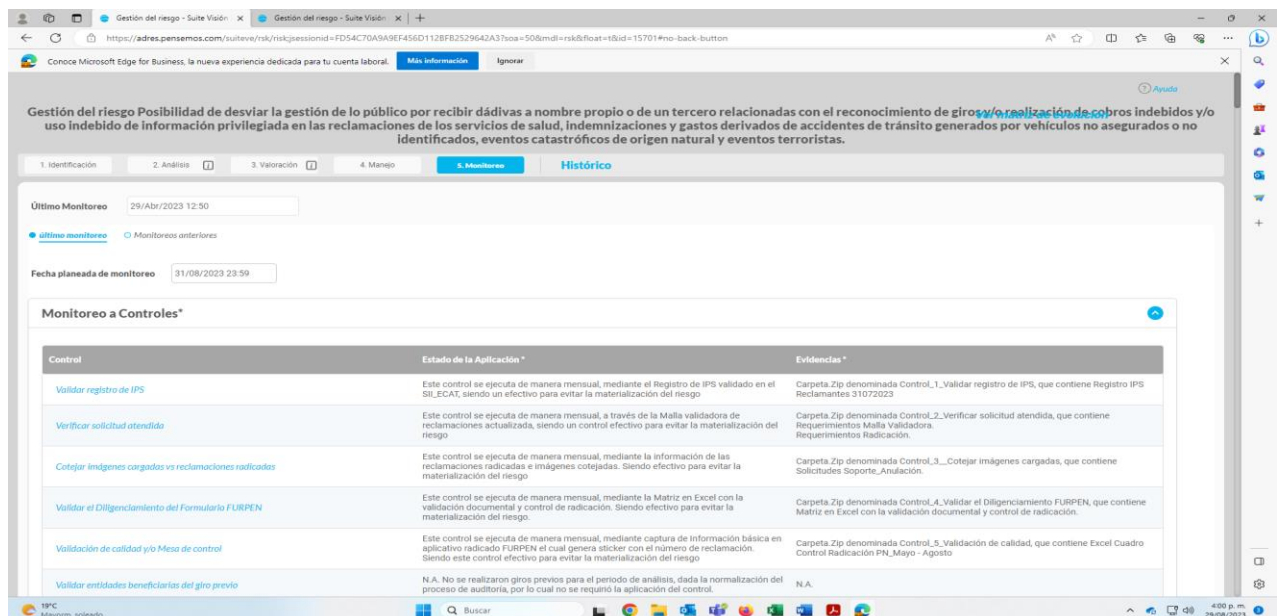 Gestión del riesgo - Suite Visión
Gestión del riesgo - Suite Visión
https://adres.pensemos.com/suiteve/rsk/risk;jsessionid=FD54C70A9A9EF456D112BFB2529642A3?soa=50&mdl=rsk&float=t&id=15701#no-back-button
Conoce Microsoft Edge for Business, la nueva experiencia dedicada para tu cuenta laboral. Más información Ignorar
Ayuda
Ver matriz de evolución
Gestión del riesgo Posibilidad de desviar la gestión de lo público por recibir dádivas a nombre propio o de un tercero relacionadas con el reconocimiento de giros y/o realización de cobros indebidos y/o
uso indebido de información privilegiada en las reclamaciones de los servicios de salud, indemnizaciones y gastos derivados de accidentes de tránsito generados por vehículos no asegurados o no
identificados, eventos catastróficos de origen natural y eventos terroristas.
1. Identificación 2. Análisis 3. Valoración 4. Manejo 5. Monitoreo Histórico
Último Monitoreo 29/Abr/2023 12:50
último monitoreo Monitoreos anteriores
Fecha planeada de monitoreo 31/08/2023 23:59
Monitoreo a Controles*
Control Estado de la Aplicación * Evidencias *
Validar registro de IPS
Este control se ejecuta de manera mensual, mediante el Registro de IPS validado en el
SII_ECAT, siendo un efectivo para evitar la materialización del riesgo
Carpeta.Zip denominada Control_1_Validar registro de IPS, que contiene Registro IPS
Reclamantes 31072023
Verificar solicitud atendida
Este control se ejecuta de manera mensual, a través de la Malla validadora de
reclamaciones actualizada, siendo un control efectivo para evitar la materialización del
riesgo
Carpeta.Zip denominada Control_2_Verificar solicitud atendida, que contiene
Requerimientos Malla Validadora.
Requerimientos Radicación.
Cotejar imágenes cargadas vs reclamaciones radicadas
Este control se ejecuta de manera mensual, mediante la información de las
reclamaciones radicadas e imágenes cotejadas. Siendo efectivo para evitar la
materialización del riesgo
Carpeta.Zip denominada Control_3__Cotejar imágenes cargadas, que contiene
Solicitudes Soporte_Anulación.
Validar el Diligenciamiento del Formulario FURPEN
Este control se ejecuta de manera mensual, mediante la Matriz en Excel con la
validación documental y control de radicación. Siendo efectivo para evitar la
materialización del riesgo.
Carpeta.Zip denominada Control_4_Validar el Diligenciamiento FURPEN, que contiene
Matriz en Excel con la validación documental y control de radicación.
Validación de calidad y/o Mesa de control
Este control se ejecuta de manera mensual, mediante captura de Información básica en
aplicativo radicado FURPEN el cual genera sticker con el número de reclamación.
Siendo este control efectivo para evitar la materialización del riesgo
Carpeta.Zip denominada Control_5_Validación de calidad, que contiene Excel Cuadro
Control Radicación PN_Mayo - Agosto
Validar entidades beneficiarias del giro previo
N.A. No se realizaron giros previos para el periodo de análisis, dada la normalización del
proceso de auditoría, por lo cual no se requirió la aplicación del control.
N.A.
19°C
Mayorm. soleado
Buscar
4:00 p. m.
29/08/2023